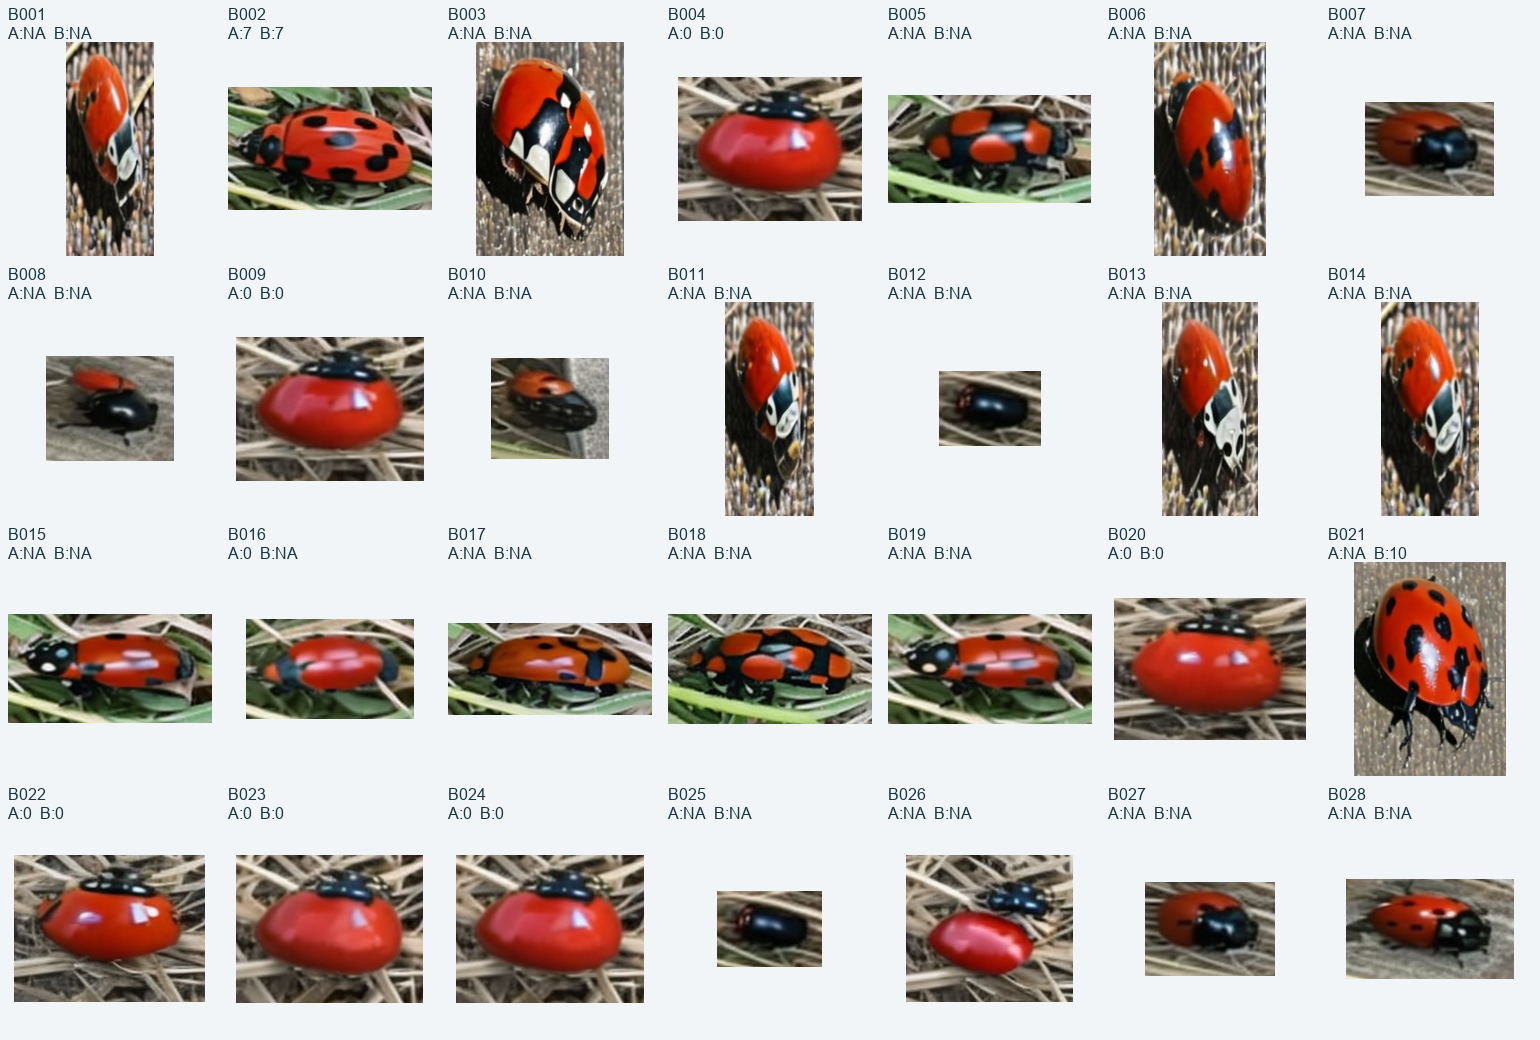 B001
A:NA B:NA
B002
A:7 B:7
B003
A:NA B:NA
B004
A:0 B:0
B005
A:NA B:NA
B006
A:NA B:NA
B007
A:NA B:NA
B008
A:NA B:NA
B009
A:0 B:0
B010
A:NA B:NA
B011
A:NA B:NA
B012
A:NA B:NA
B013
A:NA B:NA
B014
A:NA B:NA
B015
A:NA B:NA
B016
A:0 B:NA
B017
A:NA B:NA
B018
A:NA B:NA
B019
A:NA B:NA
B020
A:0 B:0
B021
A:NA B:10
B022
A:0 B:0
B023
A:0 B:0
B024
A:0 B:0
B025
A:NA B:NA
B026
A:NA B:NA
B027
A:NA B:NA
B028
A:NA B:NA